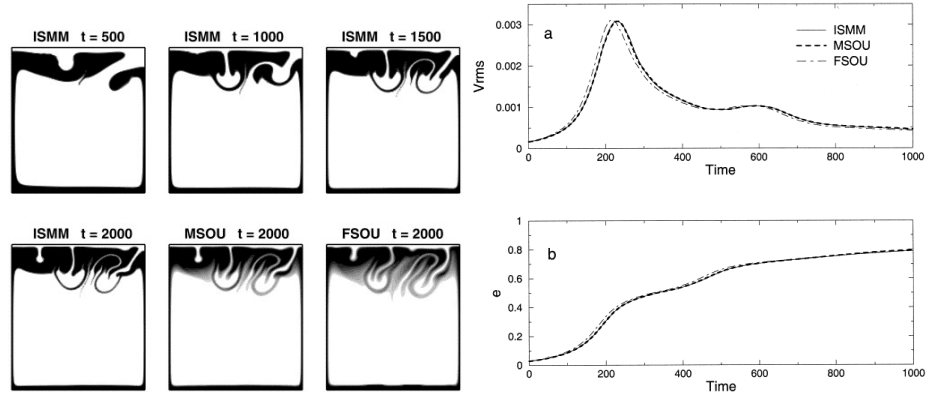 ISMM t = 500
ISMM t = 1000
ISMM t = 1500
ISMM t = 2000
MSOU t = 2000
FSOU t = 2000
a
ISMM
MSOU
FSOU
Vrms
0.003
0.002
0.001
0
0 200 400 600 800 1000
Time
b
e
1
0.8
0.6
0.4
0.2
0
0 200 400 600 800 1000
Time